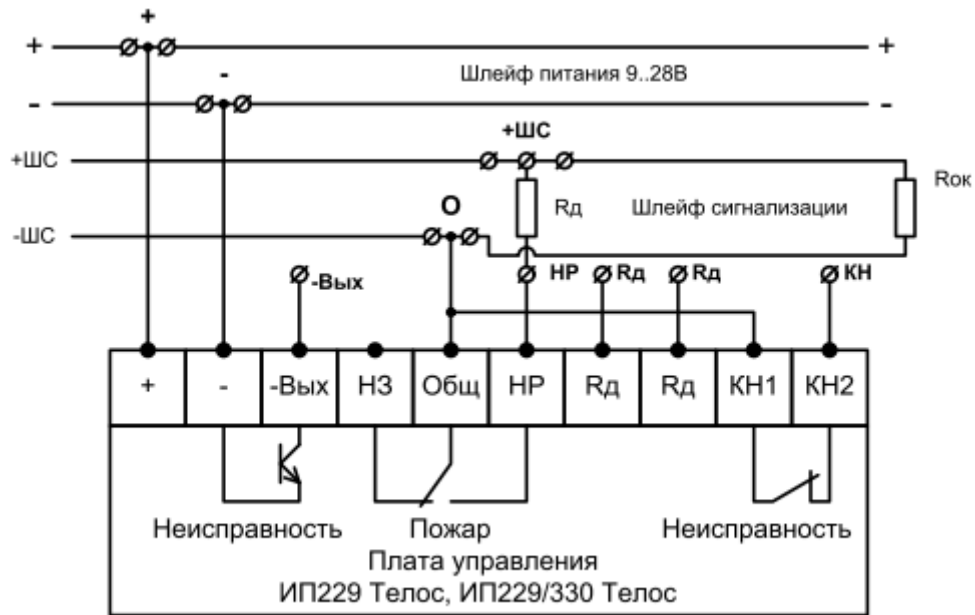 +
+ +
Шлейф питания 9..28В
-
- -
+ШС
+ШС
Rок
Rд Шлейф сигнализации
О
-ШС
-Вых НР Rд Rд КН
+ - -Вых НЗ Общ НР Rд Rд КН1 КН2
Неисправность Пожар Неисправность
Плата управления
ИП229 Телос, ИП229/330 Телос